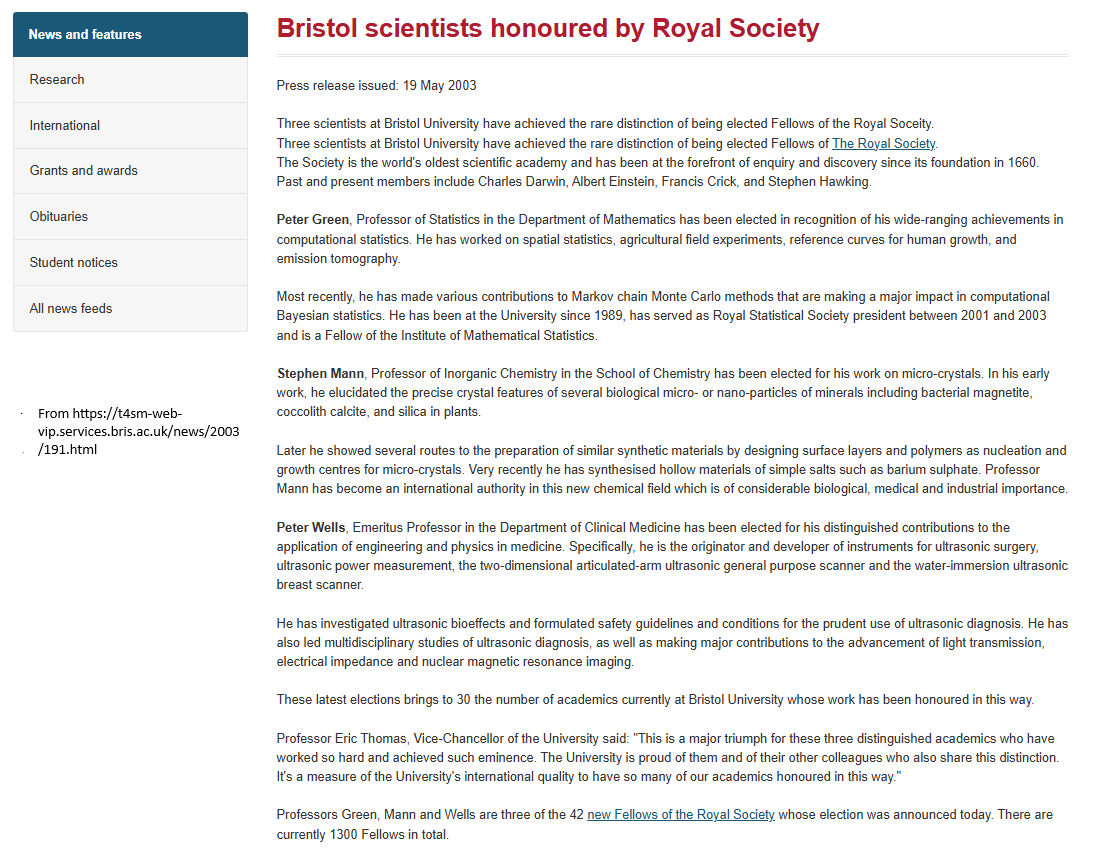 News and features
Research
International
Grants and awards
Obituaries
Student notices
All news feeds
· From https://t4sm-web-
vip.services.bris.ac.uk/news/2003
/191.html
Bristol scientists honoured by Royal Society
Press release issued: 19 May 2003
Three scientists at Bristol University have achieved the rare distinction of being elected Fellows of the Royal Soceity.
Three scientists at Bristol University have achieved the rare distinction of being elected Fellows of The Royal Society.
The Society is the world's oldest scientific academy and has been at the forefront of enquiry and discovery since its foundation in 1660.
Past and present members include Charles Darwin, Albert Einstein, Francis Crick, and Stephen Hawking.
Peter Green, Professor of Statistics in the Department of Mathematics has been elected in recognition of his wide-ranging achievements in
computational statistics. He has worked on spatial statistics, agricultural field experiments, reference curves for human growth, and
emission tomography.
Most recently, he has made various contributions to Markov chain Monte Carlo methods that are making a major impact in computational
Bayesian statistics. He has been at the University since 1989, has served as Royal Statistical Society president between 2001 and 2003
and is a Fellow of the Institute of Mathematical Statistics.
Stephen Mann, Professor of Inorganic Chemistry in the School of Chemistry has been elected for his work on micro-crystals. In his early
work, he elucidated the precise crystal features of several biological micro- or nano-particles of minerals including bacterial magnetite,
coccolith calcite, and silica in plants.
Later he showed several routes to the preparation of similar synthetic materials by designing surface layers and polymers as nucleation and
growth centres for micro-crystals. Very recently he has synthesised hollow materials of simple salts such as barium sulphate. Professor
Mann has become an international authority in this new chemical field which is of considerable biological, medical and industrial importance.
Peter Wells, Emeritus Professor in the Department of Clinical Medicine has been elected for his distinguished contributions to the
application of engineering and physics in medicine. Specifically, he is the originator and developer of instruments for ultrasonic surgery,
ultrasonic power measurement, the two-dimensional articulated-arm ultrasonic general purpose scanner and the water-immersion ultrasonic
breast scanner.
He has investigated ultrasonic bioeffects and formulated safety guidelines and conditions for the prudent use of ultrasonic diagnosis. He has
also led multidisciplinary studies of ultrasonic diagnosis, as well as making major contributions to the advancement of light transmission,
electrical impedance and nuclear magnetic resonance imaging.
These latest elections brings to 30 the number of academics currently at Bristol University whose work has been honoured in this way.
Professor Eric Thomas, Vice-Chancellor of the University said: "This is a major triumph for these three distinguished academics who have
worked so hard and achieved such eminence. The University is proud of them and of their other colleagues who also share this distinction.
It's a measure of the University's international quality to have so many of our academics honoured in this way."
Professors Green, Mann and Wells are three of the 42 new Fellows of the Royal Society whose election was announced today. There are
currently 1300 Fellows in total.